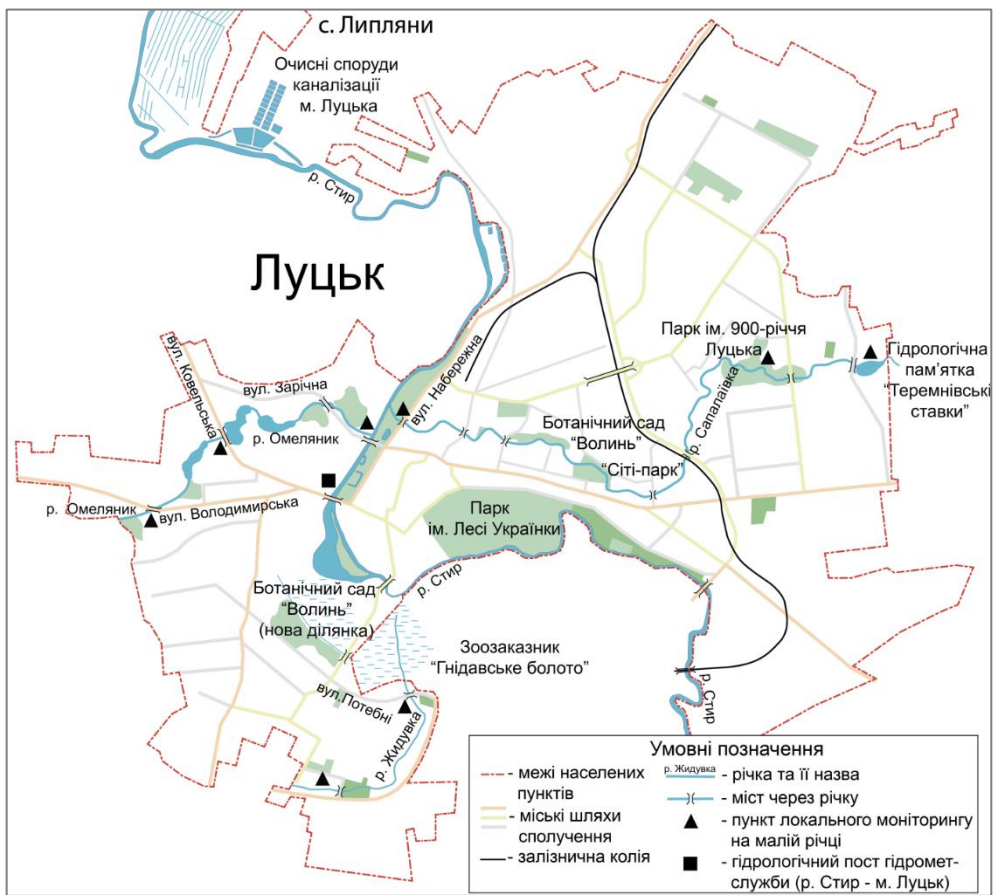 с. Липляни
Очисні споруди
каналізації
м. Луцька
р. Стир
Луцьк
вул. Ковельська
вул. Зарічна
вул. Набережна
Парк ім. 900-річчя
Луцька
Гідрологічна
пам’ятка
“Теремнівські
ставки”
р. Сапалаївка
р. Омеляник
Ботанічний сад
“Волинь”
“Сіті-парк”
р. Омеляник
вул. Володимирська
Парк
ім. Лесі Українки
р. Стир
Ботанічний сад
“Волинь”
(нова ділянка)
Зоозаказник
“Гнідавське болото”
р. Стир
вул.Потебні
р. Жидувка
Умовні позначення
- межі населених
пунктів
- міські шляхи
сполучення
- залізнична колія
р. Жидувка
- річка та її назва
- міст через річку
- пункт локального моніторингу
на малій річці
- гідрологічний пост гідромет-
служби (р. Стир - м. Луцьк)